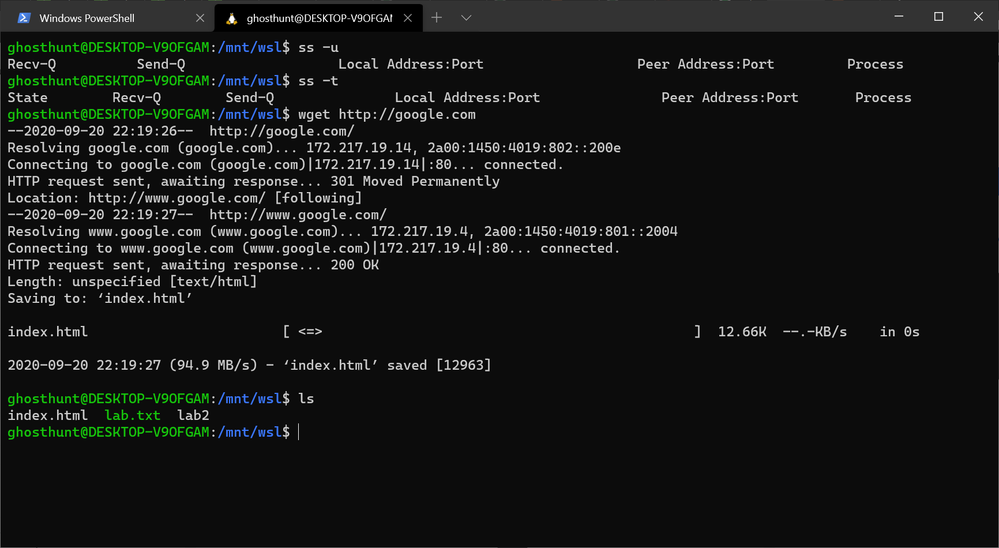 Windows PowerShell
ghosthunt@DESKTOP-V9OFGAM
ghosthunt@DESKTOP-V9OFGAM:/mnt/wsl$ ss -u
Recv-Q Send-Q Local Address:Port Peer Address:Port Process
ghosthunt@DESKTOP-V9OFGAM:/mnt/wsl$ ss -t
State Recv-Q Send-Q Local Address:Port Peer Address:Port Process
ghosthunt@DESKTOP-V9OFGAM:/mnt/wsl$ wget http://google.com
--2020-09-20 22:19:26-- http://google.com/
Resolving google.com (google.com)... 172.217.19.14, 2a00:1450:4019:802::200e
Connecting to google.com (google.com)|172.217.19.14|:80... connected.
HTTP request sent, awaiting response... 301 Moved Permanently
Location: http://www.google.com/ [following]
--2020-09-20 22:19:27-- http://www.google.com/
Resolving www.google.com (www.google.com)... 172.217.19.4, 2a00:1450:4019:801::2004
Connecting to www.google.com (www.google.com)|172.217.19.4|:80... connected.
HTTP request sent, awaiting response... 200 OK
Length: unspecified [text/html]
Saving to: ‘index.html’
index.html [ <=> ] 12.66K --.-KB/s in 0s
2020-09-20 22:19:27 (94.9 MB/s) - ‘index.html’ saved [12963]
ghosthunt@DESKTOP-V9OFGAM:/mnt/wsl$ ls
index.html lab.txt lab2
ghosthunt@DESKTOP-V9OFGAM:/mnt/wsl$